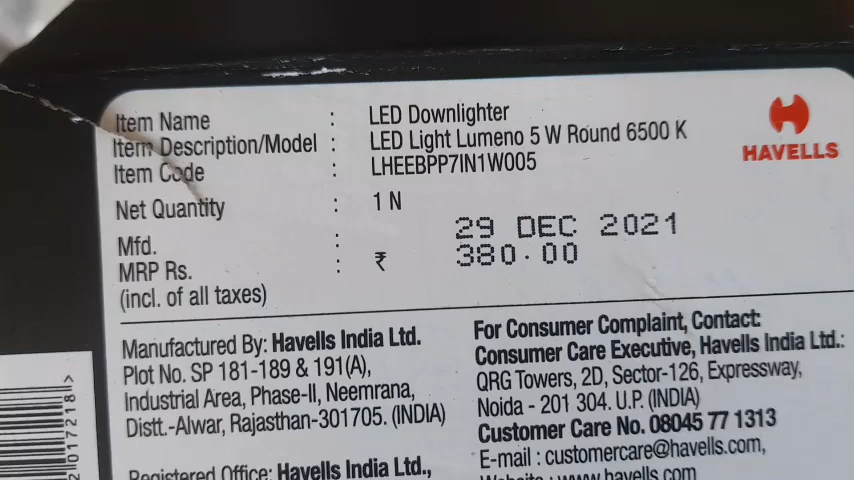 Item Name : LED Downlighter
Item Description/Model : LED Light Lumeno 5 W Round 6500 K
Item Code : LHEEBPP7IN1W005
HAVELLS
Net Quantity : 1 N
Mfd. : 29 DEC 2021
MRP Rs. : ₹ 380.00
(incl. of all taxes)
Manufactured By: Havells India Ltd.
Plot No. SP 181-189 & 191(A),
Industrial Area, Phase-II, Neemrana,
Distt.-Alwar, Rajasthan-301705. (INDIA)
Registered Office: Havells India Ltd.,
For Consumer Complaint, Contact:
Consumer Care Executive, Havells India Ltd.:
QRG Towers, 2D, Sector-126, Expressway,
Noida - 201 304. U.P. (INDIA)
Customer Care No. 08045 77 1313
E-mail : customercare@havells.com,
Website : www.havells.com
2017218>